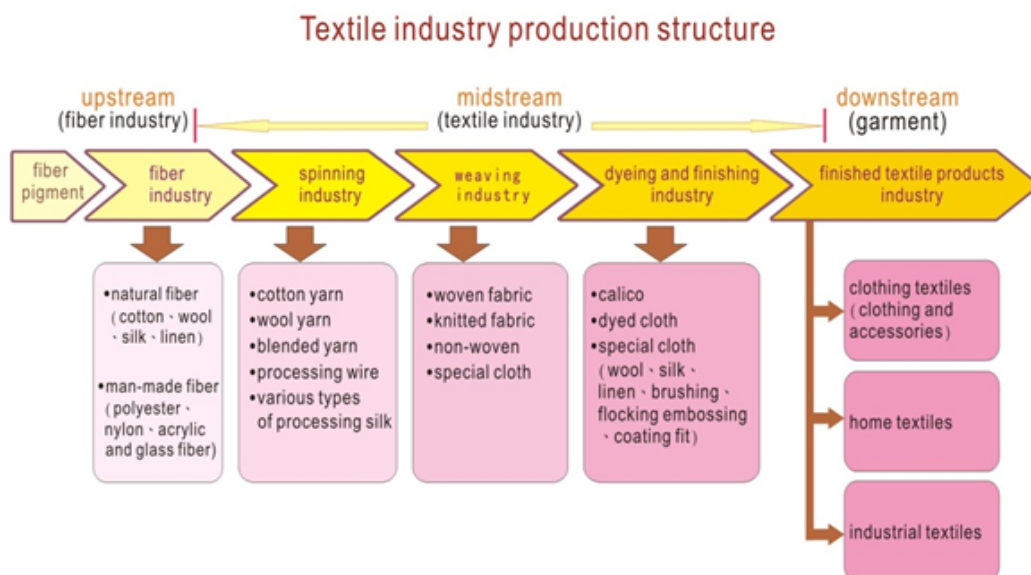 Textile industry production structure
upstream
(fiber industry)
midstream
(textile industry)
downstream
(garment)
fiber
pigment
fiber
industry
spinning
industry
weaving
industry
dyeing and finishing
industry
finished textile products
industry
•natural fiber
(cotton、wool
、silk、linen)
•man-made fiber
(polyester、
nylon、acrylic
and glass fiber)
•cotton yarn
•wool yarn
•blended yarn
•processing wire
•various types
of processing silk
•woven fabric
•knitted fabric
•non-woven
•special cloth
•calico
•dyed cloth
•special cloth
(wool、silk、
linen、brushing、
flocking embossing
、coating fit)
clothing textiles
(clothing and
accessories)
home textiles
industrial textiles